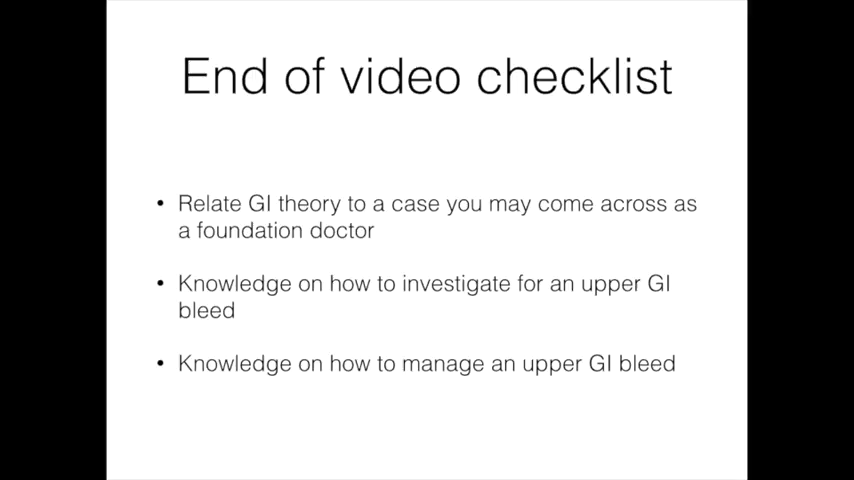 End of video checklist
• Relate GI theory to a case you may come across as
a foundation doctor
• Knowledge on how to investigate for an upper GI
bleed
• Knowledge on how to manage an upper GI bleed